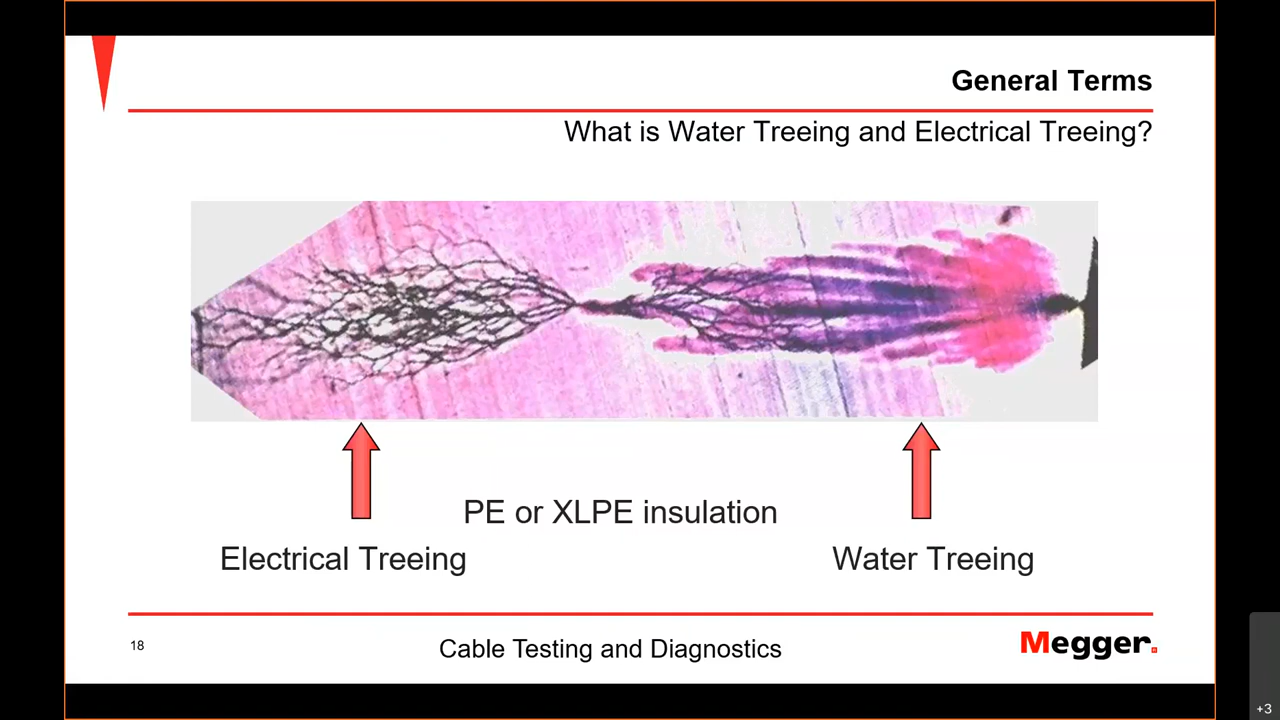 General Terms
What is Water Treeing and Electrical Treeing?
PE or XLPE insulation
Electrical Treeing
Water Treeing
18
Cable Testing and Diagnostics
Megger.
+3